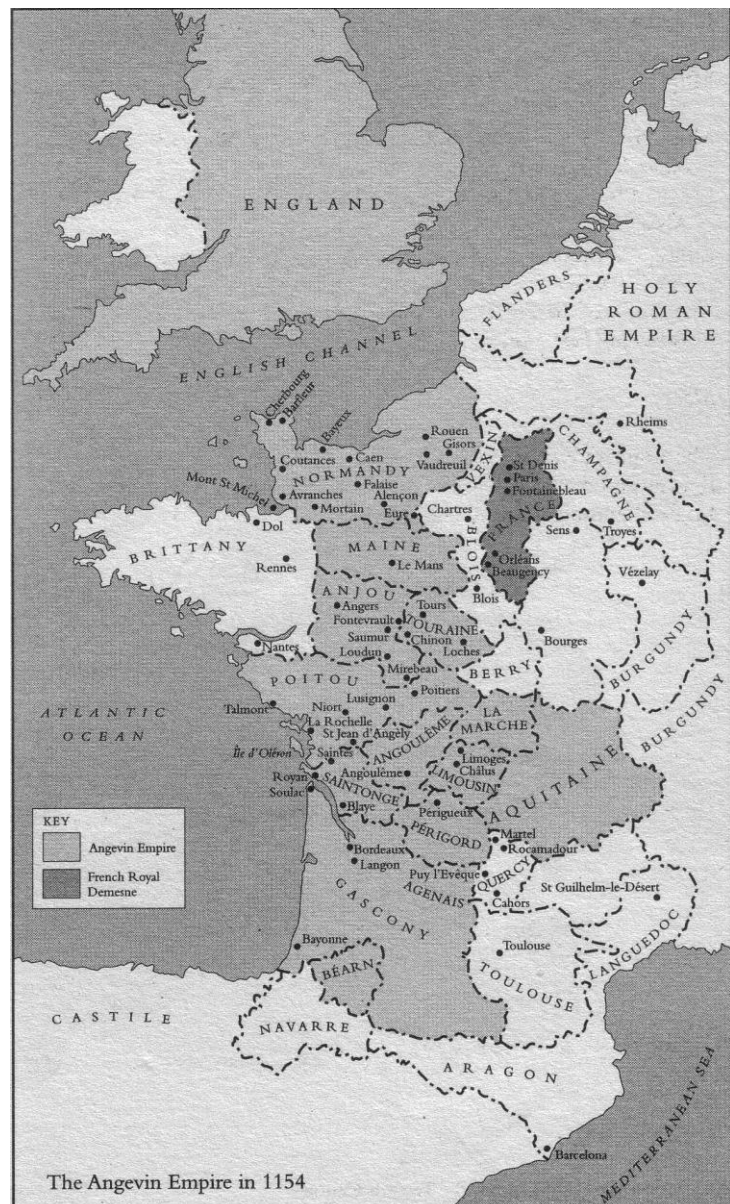 ENGLAND
FLANDERS
HOLY
ROMAN
EMPIRE
ENGLISH CHANNEL
Cherbourg
Barfleur
Bayeux
Rouen
Gisors
Rheims
Coutances
Caen
Vaudreuil
VEXIN
St Denis
CHAMPAGNE
NORMANDY
Paris
Mont St Michel
Falaise
Fontainebleau
Avranches
Alençon
Mortain
Eure
Chartres
FRANCE
Dol
Sens
Troyes
BRITTANY
MAINE
BLOIS
Rennes
Le Mans
Orléans
Beaugency
Vézelay
ANJOU
Blois
Angers
Tours
Fontevrault
TOURAINE
Saumur
Chinon
Bourges
Nantes
Loudun
Loches
BURGUNDY
Mirebeau
BERRY
BURGUNDY
POITOU
Poitiers
Lusignon
Talmont
Niort
LA
MARCHE
ATLANTIC
OCEAN
La Rochelle
St Jean d'Angèly
ANGOULÊME
Île d'Oléron
Saintes
Limoges
Châlus
AQUITAINE
Royan
Angoulême
LIMOUSIN
Soulac
SAINTONGE
Blaye
Périgueux
PÉRIGORD
KEY
Angevin Empire
French Royal
Demesne
Martel
Rocamadour
Bordeaux
Langon
Puy l'Evêque
QUERCY
AGENAIS
St Guilhelm-le-Désert
GASCONY
Cahors
LANGUEDOC
Bayonne
Toulouse
BÉARN
TOULOUSE
CASTILE
NAVARRE
ARAGON
MEDITERRANEAN SEA
Barcelona
The Angevin Empire in 1154